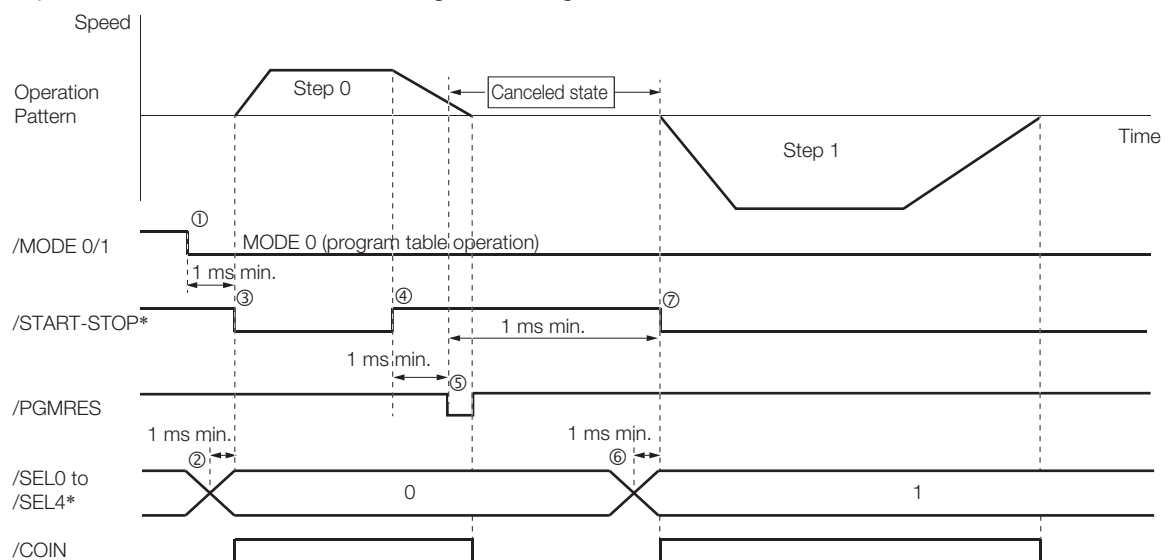 Speed
Operation
Pattern
Step 0
Canceled state
Time
Step 1
①
/MODE 0/1
MODE 0 (program table operation)
1 ms min.
③
④
⑦
/START-STOP*
1 ms min.
1 ms min.
⑤
/PGMRES
1 ms min.
1 ms min.
②
⑥
/SEL0 to
/SEL4*
0
1
/COIN